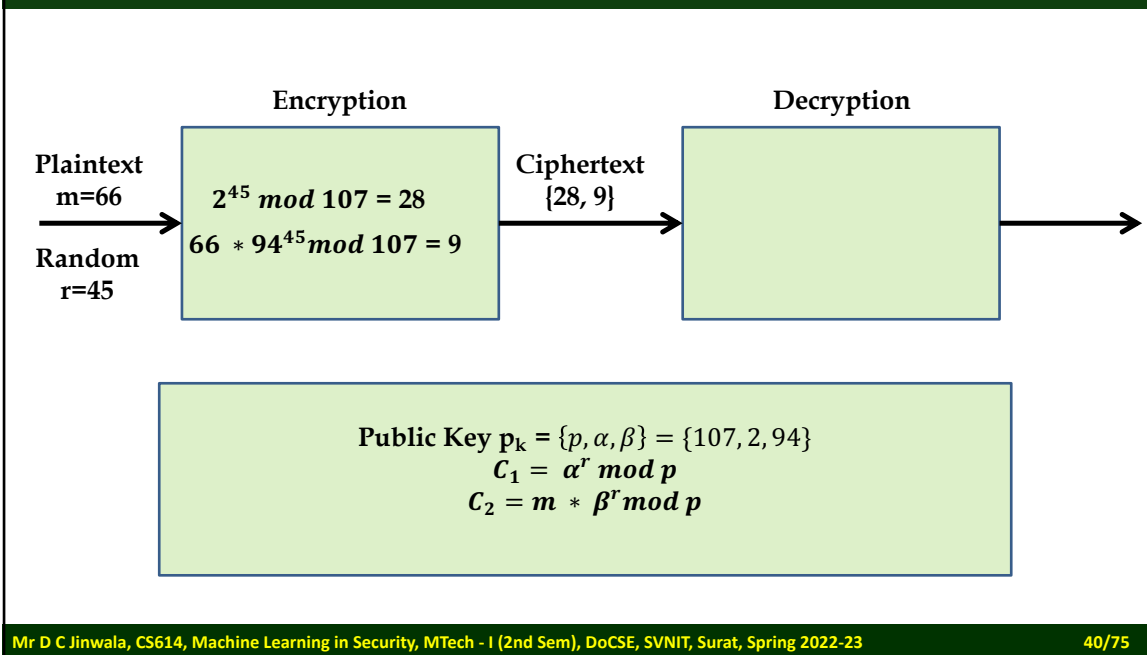 Encryption
Decryption
Plaintext
m=66
Random
r=45
2⁴⁵ mod 107 = 28
66 * 94⁴⁵ mod 107 = 9
Ciphertext
{28, 9}
Public Key pₖ = {p, α, β} = {107, 2, 94}
C₁ = αʳ mod p
C₂ = m * βʳ mod p
Mr D C Jinwala, CS614, Machine Learning in Security, MTech - I (2nd Sem), DoCSE, SVNIT, Surat, Spring 2022-23 40/75